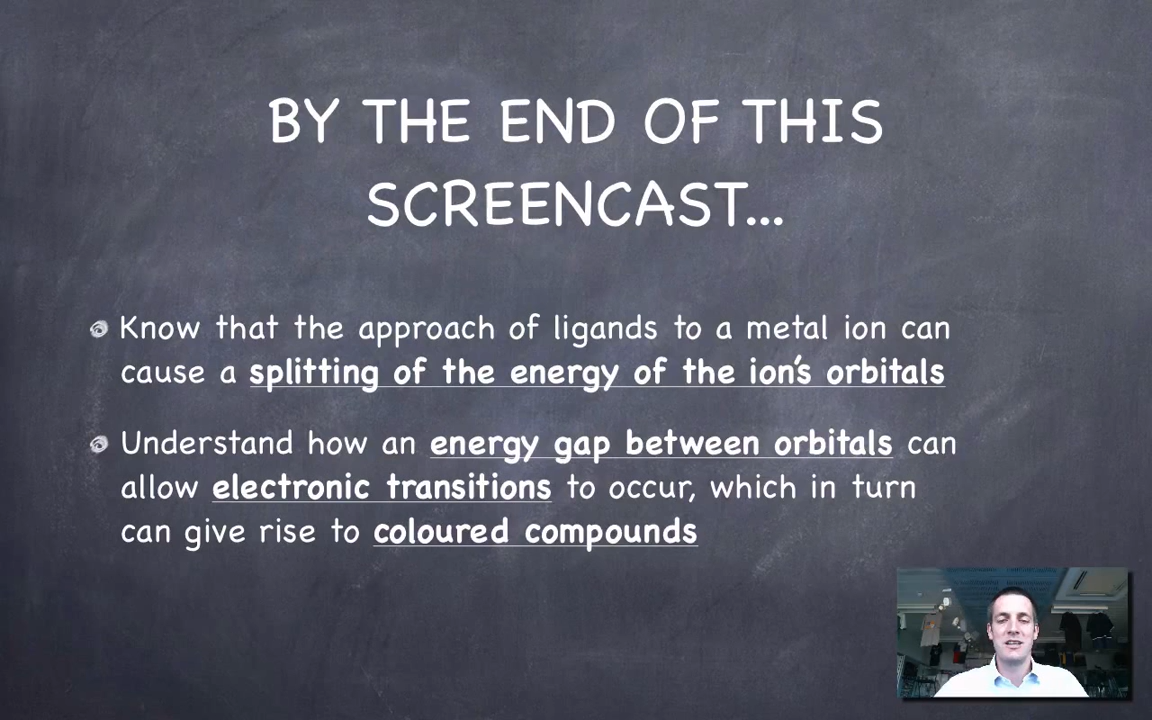 BY THE END OF THIS
SCREENCAST...
Know that the approach of ligands to a metal ion can
cause a splitting of the energy of the ion's orbitals
Understand how an energy gap between orbitals can
allow electronic transitions to occur, which in turn
can give rise to coloured compounds